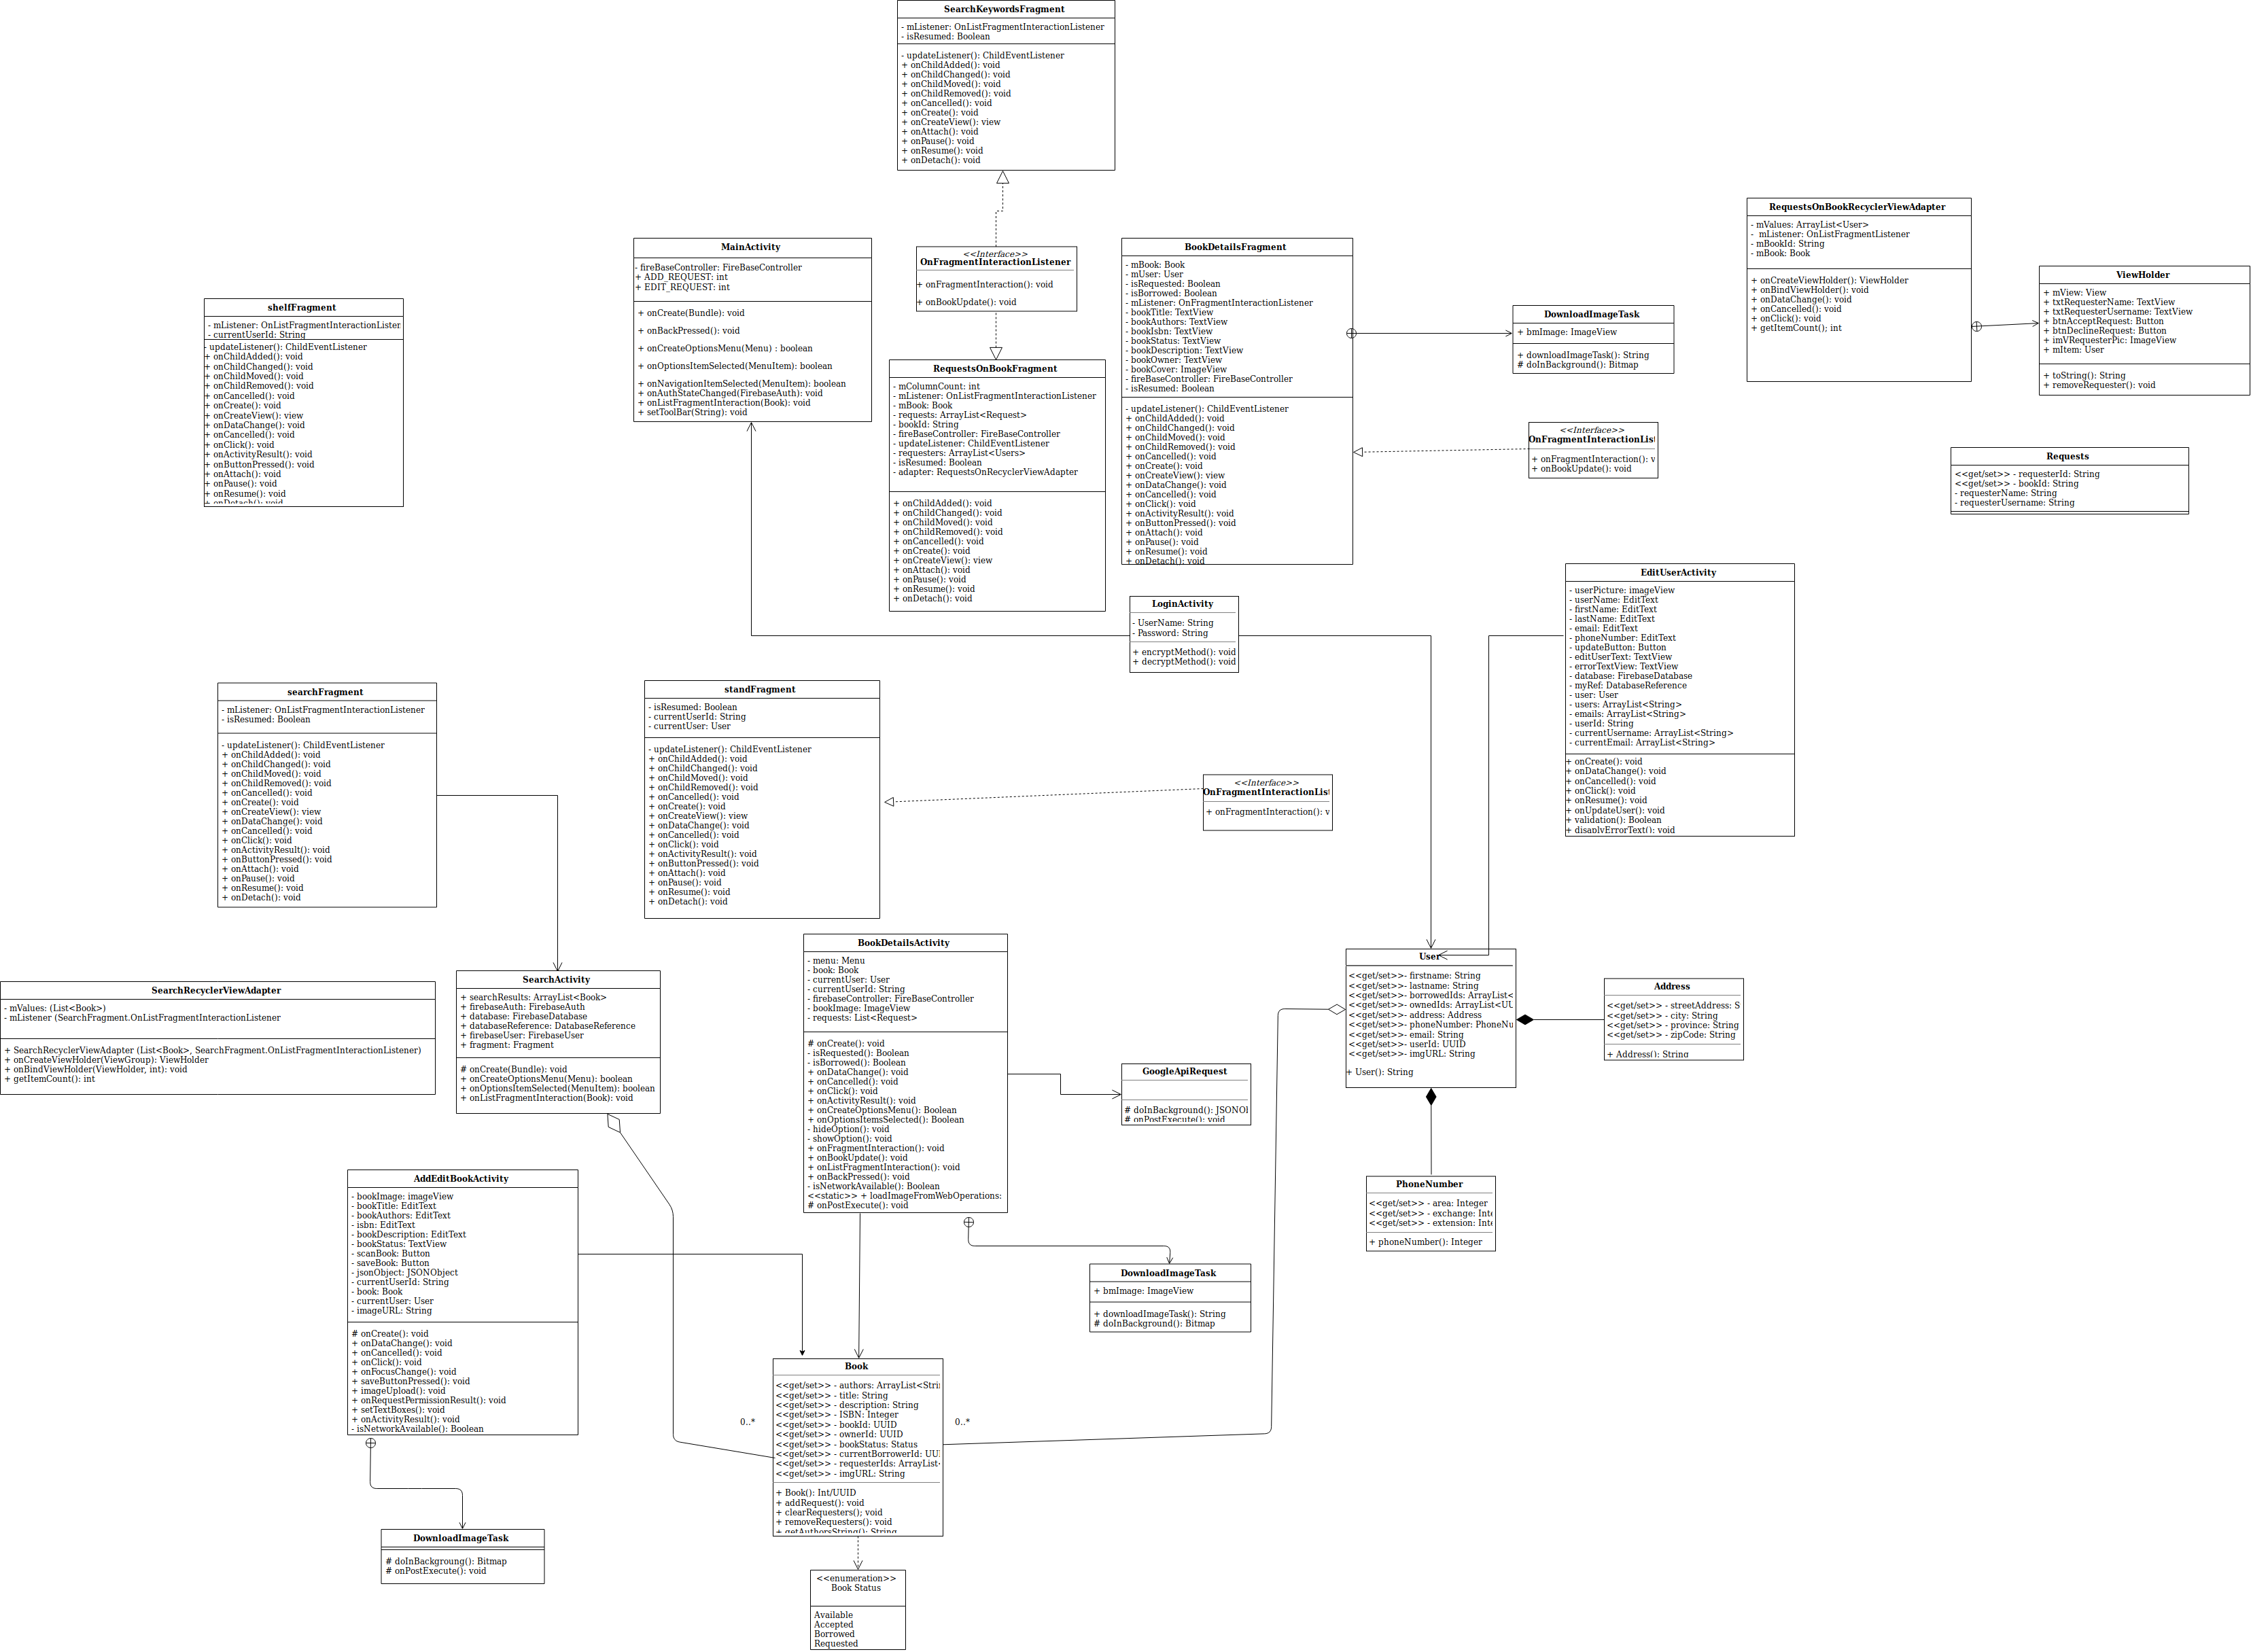 SearchKeywordsFragment
- mListener: OnListFragmentInteractionListener
- isResumed: Boolean
- updateListener(): ChildEventListener
+ onChildAdded(): void
+ onChildChanged(): void
+ onChildMoved(): void
+ onChildRemoved(): void
+ onCancelled(): void
+ onCreate(): void
+ onCreateView(): view
+ onAttach(): void
+ onPause(): void
+ onResume(): void
+ onDetach(): void
RequestsOnBookRecyclerViewAdapter
- mValues: ArrayList<User>
- mListener: OnListFragmentListener
- mBookId: String
- mBook: Book
+ onCreateViewHolder(): ViewHolder
+ onBindViewHolder(): void
+ onDataChange(): void
+ onCancelled(): void
+ onClick(): void
+ getItemCount(); int
ViewHolder
+ mView: View
+ txtRequesterName: TextView
+ txtRequesterUsername: TextView
+ btnAcceptRequest: Button
+ btnDeclineRequest: Button
+ imVRequesterPic: ImageView
+ mItem: User
+ toString(): String
+ removeRequester(): void
MainActivity
- fireBaseController: FireBaseController
+ ADD_REQUEST: int
+ EDIT_REQUEST: int
+ onCreate(Bundle): void
+ onBackPressed(): void
+ onCreateOptionsMenu(Menu) : boolean
+ onOptionsItemSelected(MenuItem): boolean
+ onNavigationItemSelected(MenuItem): boolean
+ onAuthStateChanged(FirebaseAuth): void
+ onListFragmentInteraction(Book): void
+ setToolBar(String): void
<<Interface>>
OnFragmentInteractionListener
+ onFragmentInteraction(): void
+ onBookUpdate(): void
BookDetailsFragment
- mBook: Book
- mUser: User
- isRequested: Boolean
- isBorrowed: Boolean
- mListener: OnFragmentInteractionListener
- bookTitle: TextView
- bookAuthors: TextView
- bookIsbn: TextView
- bookStatus: TextView
- bookDescription: TextView
- bookOwner: TextView
- bookCover: ImageView
- fireBaseController: FireBaseController
- isResumed: Boolean
- updateListener(): ChildEventListener
+ onChildAdded(): void
+ onChildChanged(): void
+ onChildMoved(): void
+ onChildRemoved(): void
+ onCancelled(): void
+ onCreate(): void
+ onCreateView(): view
+ onDataChange(): void
+ onCancelled(): void
+ onClick(): void
+ onActivityResult(): void
+ onButtonPressed(): void
+ onAttach(): void
+ onPause(): void
+ onResume(): void
+ onDetach(): void
DownloadImageTask
+ bmImage: ImageView
+ downloadImageTask(): String
# doInBackground(): Bitmap
shelfFragment
- mListener: OnListFragmentInteractionListener
- currentUserId: String
- updateListener(): ChildEventListener
+ onChildAdded(): void
+ onChildChanged(): void
+ onChildMoved(): void
+ onChildRemoved(): void
+ onCancelled(): void
+ onCreate(): void
+ onCreateView(): view
+ onDataChange(): void
+ onCancelled(): void
+ onClick(): void
+ onActivityResult(): void
+ onButtonPressed(): void
+ onAttach(): void
+ onPause(): void
+ onResume(): void
+ onDetach(): void
RequestsOnBookFragment
- mColumnCount: int
- mListener: OnListFragmentInteractionListener
- mBook: Book
- requests: ArrayList<Request>
- bookId: String
- fireBaseController: FireBaseController
- updateListener: ChildEventListener
- requesters: ArrayList<Users>
- isResumed: Boolean
- adapter: RequestsOnRecyclerViewAdapter
+ onChildAdded(): void
+ onChildChanged(): void
+ onChildMoved(): void
+ onChildRemoved(): void
+ onCancelled(): void
+ onCreate(): void
+ onCreateView(): view
+ onAttach(): void
+ onPause(): void
+ onResume(): void
+ onDetach(): void
<<Interface>>
OnFragmentInteractionLis
+ onFragmentInteraction(): v
+ onBookUpdate(): void
Requests
<<get/set>> - requesterId: String
<<get/set>> - bookId: String
- requesterName: String
- requesterUsername: String
LoginActivity
- UserName: String
- Password: String
+ encryptMethod(): void
+ decryptMethod(): void
EditUserActivity
- userPicture: imageView
- userName: EditText
- firstName: EditText
- lastName: EditText
- email: EditText
- phoneNumber: EditText
- updateButton: Button
- editUserText: TextView
- errorTextView: TextView
- database: FirebaseDatabase
- myRef: DatabaseReference
- user: User
- users: ArrayList<String>
- emails: ArrayList<String>
- userId: String
- currentUsername: ArrayList<String>
- currentEmail: ArrayList<String>
+ onCreate(): void
+ onDataChange(): void
+ onCancelled(): void
+ onClick(): void
+ onResume(): void
+ onUpdateUser(): void
+ validation(): Boolean
+ disaplyErrorText(): void
searchFragment
- mListener: OnListFragmentInteractionListener
- isResumed: Boolean
- updateListener(): ChildEventListener
+ onChildAdded(): void
+ onChildChanged(): void
+ onChildMoved(): void
+ onChildRemoved(): void
+ onCancelled(): void
+ onCreate(): void
+ onCreateView(): view
+ onDataChange(): void
+ onCancelled(): void
+ onClick(): void
+ onActivityResult(): void
+ onButtonPressed(): void
+ onAttach(): void
+ onPause(): void
+ onResume(): void
+ onDetach(): void
standFragment
- isResumed: Boolean
- currentUserId: String
- currentUser: User
- updateListener(): ChildEventListener
+ onChildAdded(): void
+ onChildChanged(): void
+ onChildMoved(): void
+ onChildRemoved(): void
+ onCancelled(): void
+ onCreate(): void
+ onCreateView(): view
+ onDataChange(): void
+ onCancelled(): void
+ onClick(): void
+ onActivityResult(): void
+ onButtonPressed(): void
+ onAttach(): void
+ onPause(): void
+ onResume(): void
+ onDetach(): void
<<Interface>>
OnFragmentInteractionList
+ onFragmentInteraction(): v
SearchRecyclerViewAdapter
- mValues: (List<Book>)
- mListener (SearchFragment.OnListFragmentInteractionListener
+ SearchRecyclerViewAdapter (List<Book>, SearchFragment.OnListFragmentInteractionListener)
+ onCreateViewHolder(ViewGroup): ViewHolder
+ onBindViewHolder(ViewHolder, int): void
+ getItemCount(): int
SearchActivity
+ searchResults: ArrayList<Book>
+ firebaseAuth: FirebaseAuth
+ database: FirebaseDatabase
+ databaseReference: DatabaseReference
+ firebaseUser: FirebaseUser
+ fragment: Fragment
# onCreate(Bundle): void
+ onCreateOptionsMenu(Menu): boolean
+ onOptionsItemSelected(MenuItem): boolean
+ onListFragmentInteraction(Book): void
BookDetailsActivity
- menu: Menu
- book: Book
- currentUser: User
- currentUserId: String
- firebaseController: FireBaseController
- bookImage: ImageView
- requests: List<Request>
# onCreate(): void
- isRequested(): Boolean
- isBorrowed(): Boolean
+ onDataChange(): void
+ onCancelled(): void
+ onClick(): void
+ onActivityResult(): void
+ onCreateOptionsMenu(): Boolean
+ onOptionsItemsSelected(): Boolean
- hideOption(): void
- showOption(): void
+ onFragmentInteraction(): void
+ onBookUpdate(): void
+ onListFragmentInteraction(): void
+ onBackPressed(): void
- isNetworkAvailable(): Boolean
<<static>> + loadImageFromWebOperations:
# onPostExecute(): void
GoogleApiRequest
# doInBackground(): JSONOl
# onPostExecute(): void
User
<<get/set>>- firstname: String
<<get/set>>- lastname: String
<<get/set>>- borrowedIds: ArrayList<
<<get/set>>- ownedIds: ArrayList<UU
<<get/set>>- address: Address
<<get/set>>- phoneNumber: PhoneNu
<<get/set>>- email: String
<<get/set>>- userId: UUID
<<get/set>>- imgURL: String
+ User(): String
Address
<<get/set>> - streetAddress: S
<<get/set>> - city: String
<<get/set>> - province: String
<<get/set>> - zipCode: String
+ Address(): String
PhoneNumber
<<get/set>> - area: Integer
<<get/set>> - exchange: Inte
<<get/set>> - extension: Inte
+ phoneNumber(): Integer
AddEditBookActivity
- bookImage: imageView
- bookTitle: EditText
- bookAuthors: EditText
- isbn: EditText
- bookDescription: EditText
- bookStatus: TextView
- scanBook: Button
- saveBook: Button
- jsonObject: JSONObject
- currentUserId: String
- book: Book
- currentUser: User
- imageURL: String
# onCreate(): void
+ onDataChange(): void
+ onCancelled(): void
+ onClick(): void
+ onFocusChange(): void
+ saveButtonPressed(): void
+ imageUpload(): void
+ onRequestPermissionResult(): void
+ setTextBoxes(): void
+ onActivityResult(): void
- isNetworkAvailable(): Boolean
DownloadImageTask
+ bmImage: ImageView
+ downloadImageTask(): String
# doInBackground(): Bitmap
Book
<<get/set>> - authors: ArrayList<Stri
<<get/set>> - title: String
<<get/set>> - description: String
<<get/set>> - ISBN: Integer
<<get/set>> - bookId: UUID
<<get/set>> - ownerId: UUID
<<get/set>> - bookStatus: Status
<<get/set>> - currentBorrowerId: UUI
<<get/set>> - requesterIds: ArrayList<
<<get/set>> - imgURL: String
+ Book(): Int/UUID
+ addRequest(): void
+ clearRequesters(; void
+ removeRequesters(): void
+ getAuthorsString(): String
0..*
0..*
DownloadImageTask
# doInBackgroung(): Bitmap
# onPostExecute(): void
<<enumeration>>
Book Status
Available
Accepted
Borrowed
Requested